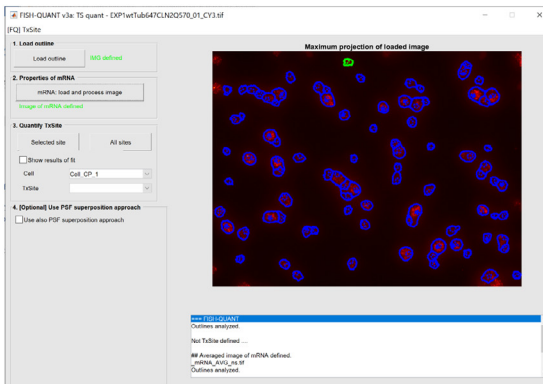 FISH-QUANT v3a: TS quant - EXP1wtTub647CLN2Q570_01_CY3.tif
[FQ] TxSite
1. Load outline
Load outline
IMG defined
2. Properties of mRNA
mRNA: load and process image
Image of mRNA defined
3. Quantify TxSite
Selected site
All sites
Show results of fit
Cell
Cell_CP_1
TxSite
4. [Optional] Use PSF superposition approach
Use also PSF superposition approach
Maximum projection of loaded image
=== FISH-QUANT
Outlines analyzed.
Not TxSite defined ...
## Averaged image of mRNA defined.
_mRNA_AVG_ns.tif
Outlines analyzed.